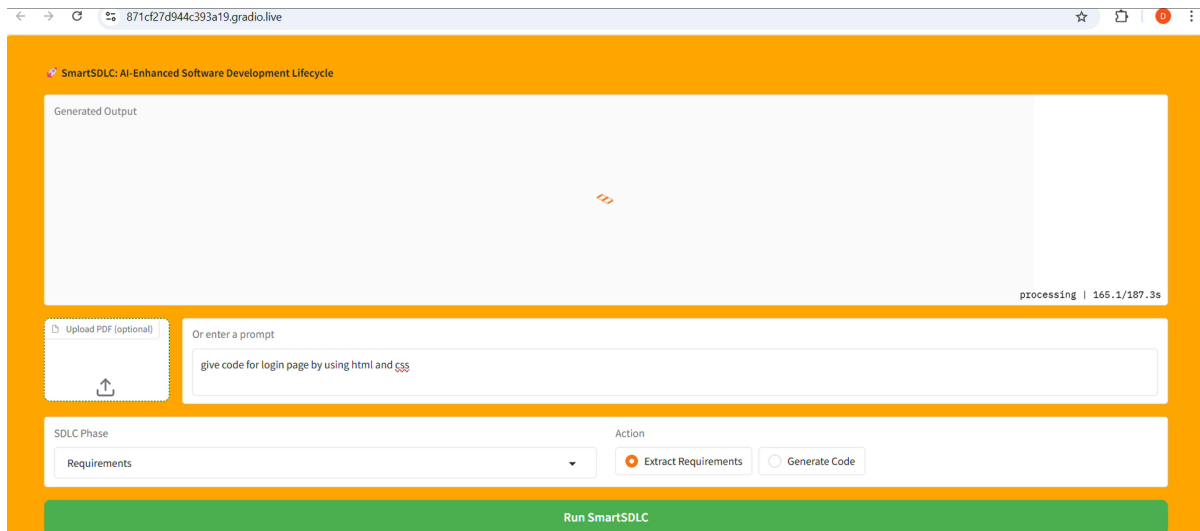 871cf27d944c393a19.gradio.live
D
🚀 SmartSDLC: AI-Enhanced Software Development Lifecycle
Generated Output
processing | 165.1/187.3s
Upload PDF (optional)
Or enter a prompt
give code for login page by using html and css
SDLC Phase
Action
Requirements
Extract Requirements
Generate Code
Run SmartSDLC